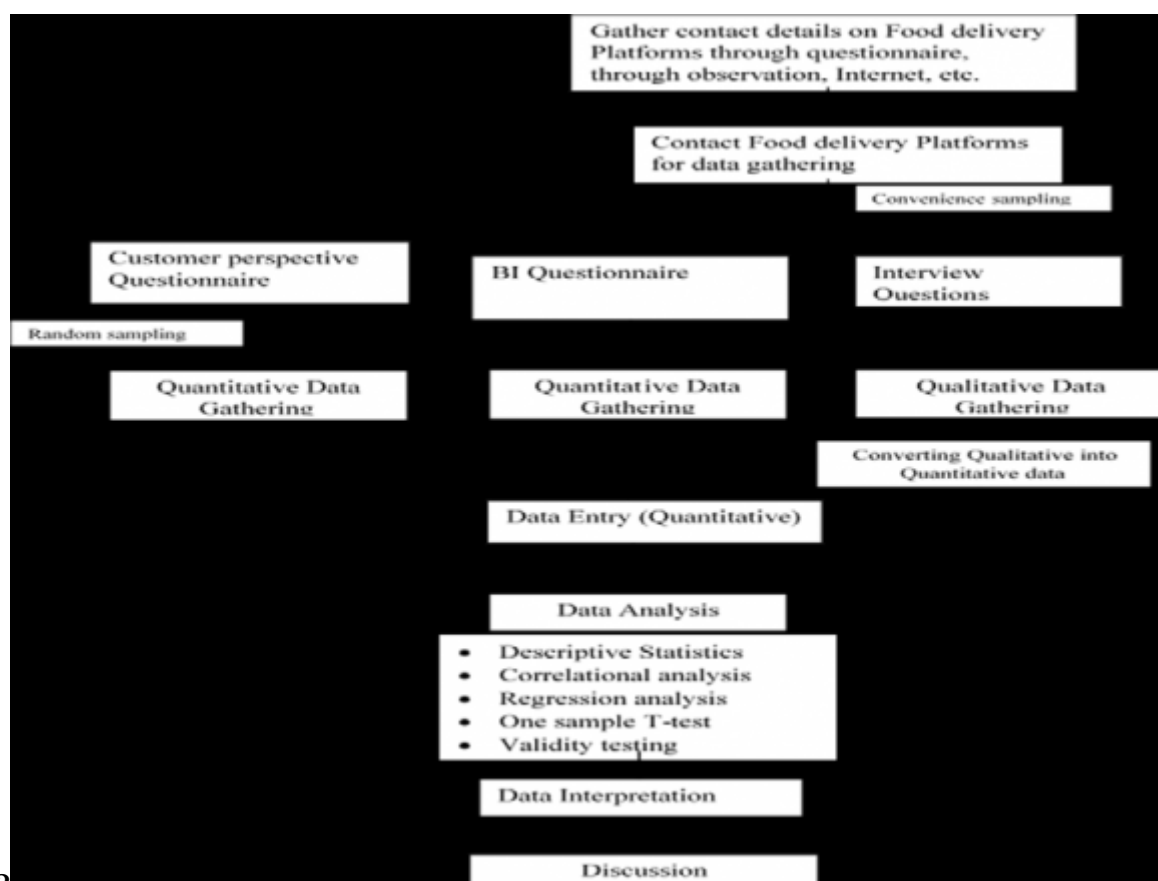 Gather contact details on Food delivery
Platforms through questionnaire,
through observation, Internet, etc.
Contact Food delivery Platforms
for data gathering
Convenience sampling
Customer perspective
Questionnaire
BI Questionnaire
Interview
Questions
Random sampling
Quantitative Data
Gathering
Quantitative Data
Gathering
Qualitative Data
Gathering
Converting Qualitative into
Quantitative data
Data Entry (Quantitative)
Data Analysis
• Descriptive Statistics
• Correlational analysis
• Regression analysis
• One sample T-test
• Validity testing
Data Interpretation
Discussion